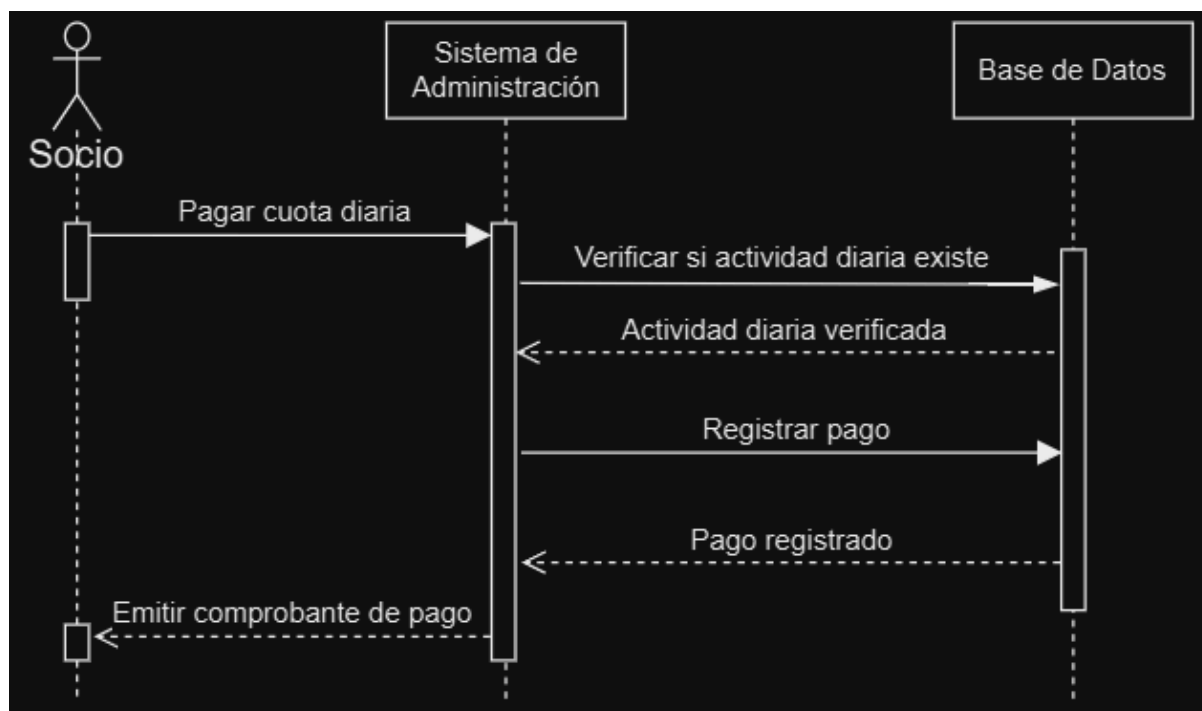 Sistema de
Administración
Base de Datos
Socio
Pagar cuota diaria
Verificar si actividad diaria existe
Actividad diaria verificada
Registrar pago
Pago registrado
Emitir comprobante de pago